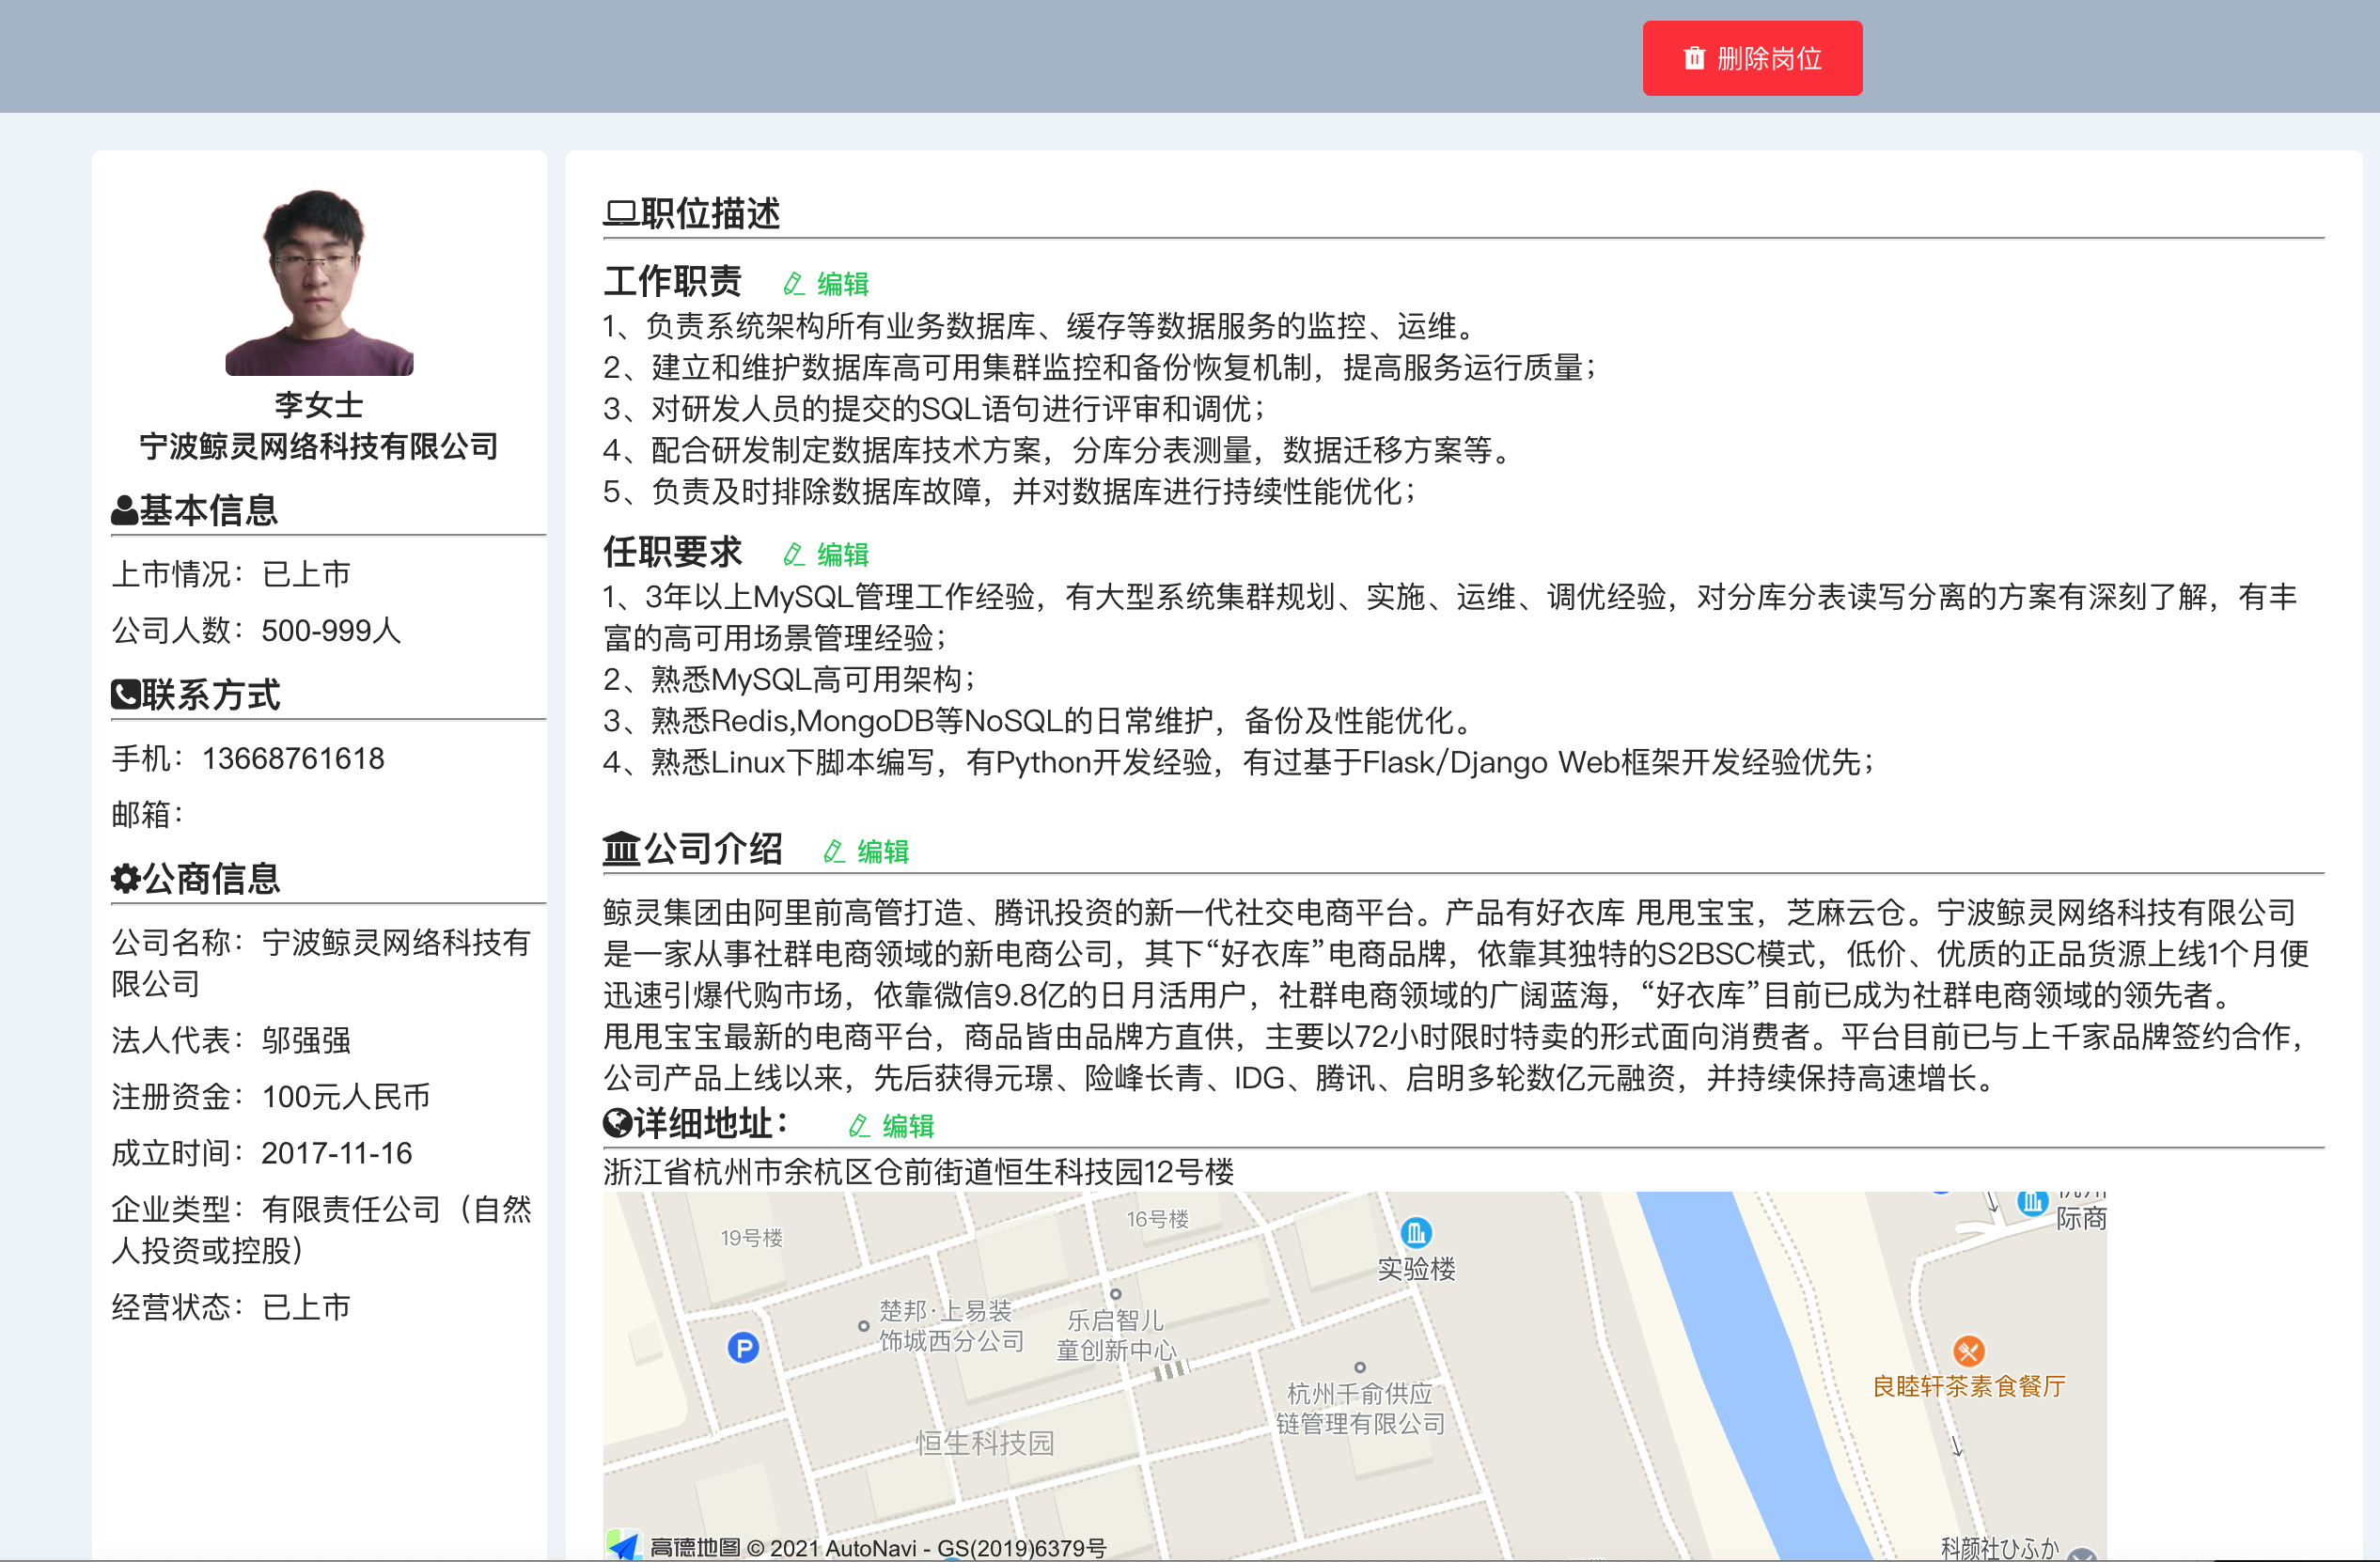 删除岗位
李女士
宁波鲸灵网络科技有限公司
基本信息
上市情况：已上市
公司人数：500-999人
联系方式
手机：13668761618
邮箱：
公商信息
公司名称：宁波鲸灵网络科技有
限公司
法人代表：邬强强
注册资金：100元人民币
成立时间：2017-11-16
企业类型：有限责任公司（自然
人投资或控股）
经营状态：已上市
职位描述
工作职责 编辑
1、负责系统架构所有业务数据库、缓存等数据服务的监控、运维。
2、建立和维护数据库高可用集群监控和备份恢复机制，提高服务运行质量；
3、对研发人员的提交的SQL语句进行评审和调优；
4、配合研发制定数据库技术方案，分库分表测量，数据迁移方案等。
5、负责及时排除数据库故障，并对数据库进行持续性能优化；
任职要求 编辑
1、3年以上MySQL管理工作经验，有大型系统集群规划、实施、运维、调优经验，对分库分表读写分离的方案有深刻了解，有丰
富的高可用场景管理经验；
2、熟悉MySQL高可用架构；
3、熟悉Redis,MongoDB等NoSQL的日常维护，备份及性能优化。
4、熟悉Linux下脚本编写，有Python开发经验，有过基于Flask/Django Web框架开发经验优先；
公司介绍 编辑
鲸灵集团由阿里前高管打造、腾讯投资的新一代社交电商平台。产品有好衣库 甩甩宝宝，芝麻云仓。宁波鲸灵网络科技有限公司
是一家从事社群电商领域的新电商公司，其下“好衣库”电商品牌，依靠其独特的S2BSC模式，低价、优质的正品货源上线1个月便
迅速引爆代购市场，依靠微信9.8亿的日月活用户，社群电商领域的广阔蓝海，“好衣库”目前已成为社群电商领域的领先者。
甩甩宝宝最新的电商平台，商品皆由品牌方直供，主要以72小时限时特卖的形式面向消费者。平台目前已与上千家品牌签约合作，
公司产品上线以来，先后获得元璟、险峰长青、IDG、腾讯、启明多轮数亿元融资，并持续保持高速增长。
详细地址： 编辑
浙江省杭州市余杭区仓前街道恒生科技园12号楼
19号楼
16号楼
际商
实验楼
楚邦·上易装
饰城西分公司
乐启智儿
童创新中心
P
杭州千俞供应
链管理有限公司
良睦轩茶素食餐厅
恒生科技园
高德地图 © 2021 AutoNavi - GS(2019)6379号
科颜社ひふか